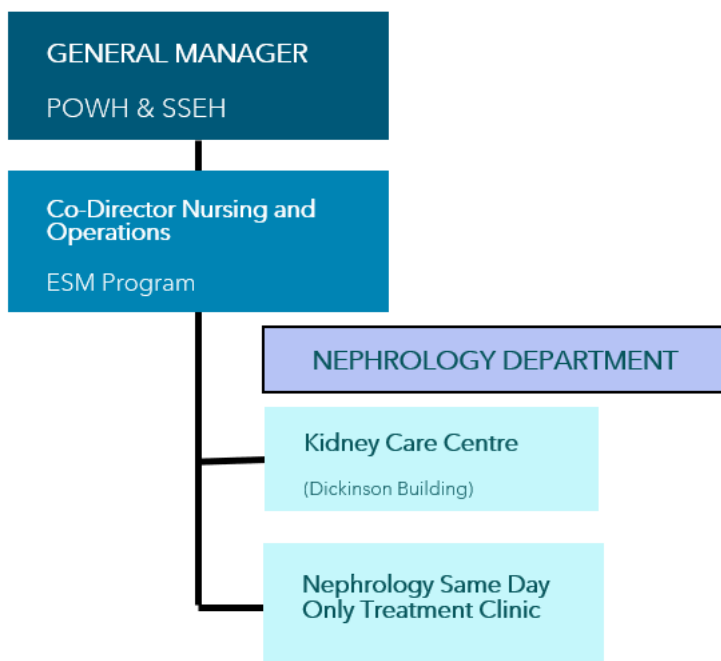 GENERAL MANAGER
POWH & SSEH
Co-Director Nursing and
Operations
ESM Program
NEPHROLOGY DEPARTMENT
Kidney Care Centre
(Dickinson Building)
Nephrology Same Day
Only Treatment Clinic